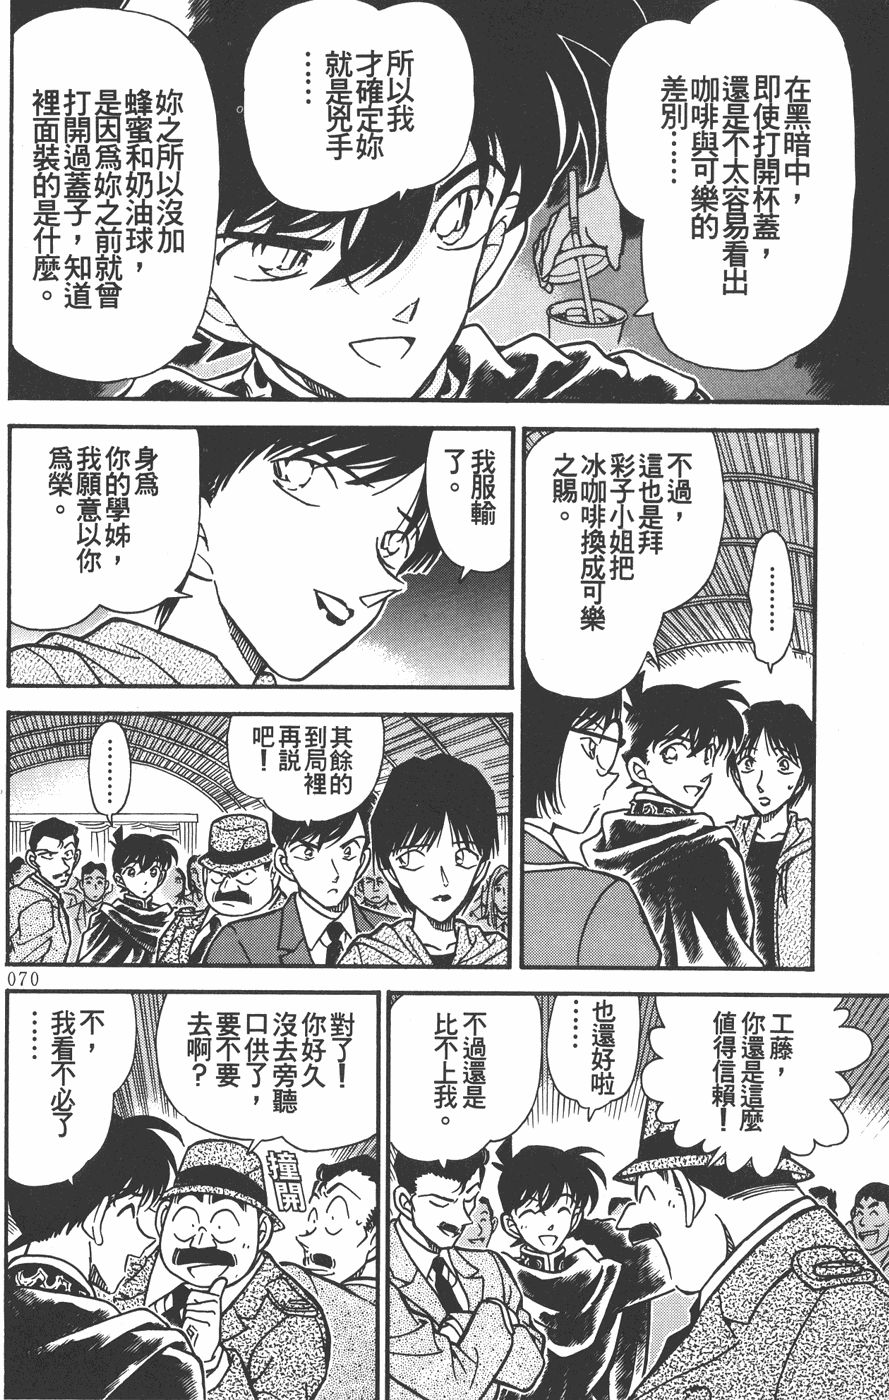 在黑暗中，
即使打開杯蓋，
還是不太容易看出
咖啡與可樂的
差別……
所以我
才確定妳
就是兇手
……
妳之所以沒加
蜂蜜和奶油球，
是因為妳之前就曾
打開過蓋子，知道
裡面裝的是什麼。
………
不過，
這也是拜
彩子小姐把
冰咖啡換成可樂
之賜。
我服輸
了。
身為
你的學姊，
我願意以你
為榮。
其餘的
到局裡
再說
吧！
………
070
工藤，
你還是這麼
值得信賴！
也還好啦
……
不過還是
比不上我。
對了！
你好久
沒去旁聽
口供了，
要不要
去啊？
撞開
不，
我看不必了
……